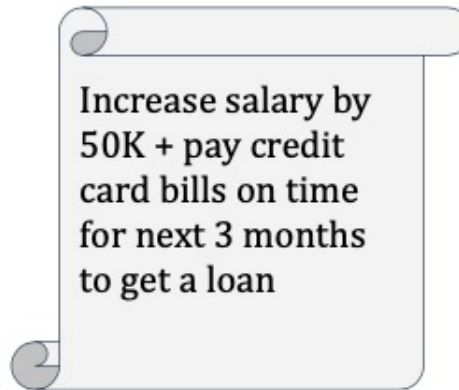 Increase salary by
50K + pay credit
card bills on time
for next 3 months
to get a loan